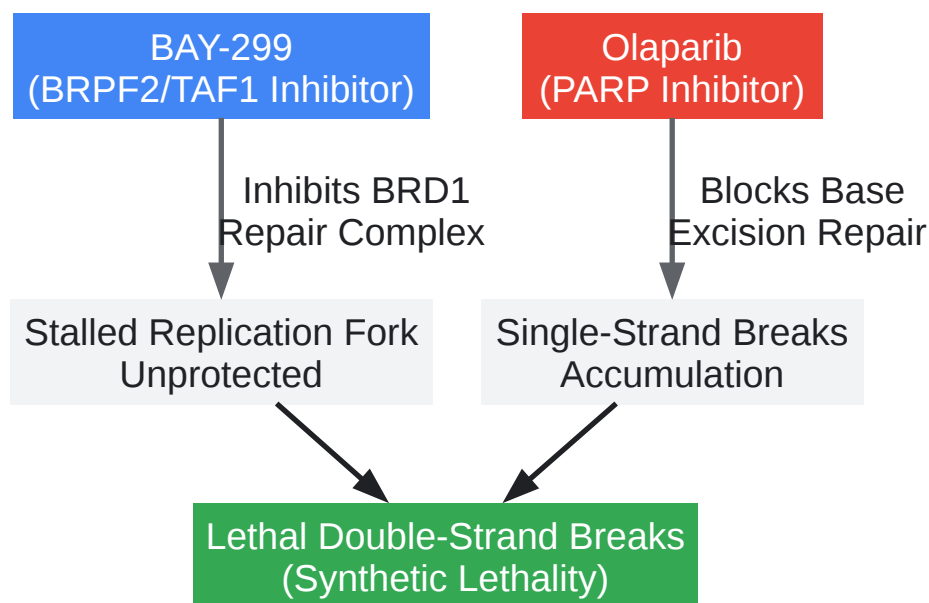 BAY-299
(BRPF2/TAF1 Inhibitor)
Olaparib
(PARP Inhibitor)
Inhibits BRD1
Repair Complex
Blocks Base
Excision Repair
Stalled Replication Fork
Unprotected
Single-Strand Breaks
Accumulation
Lethal Double-Strand Breaks
(Synthetic Lethality)